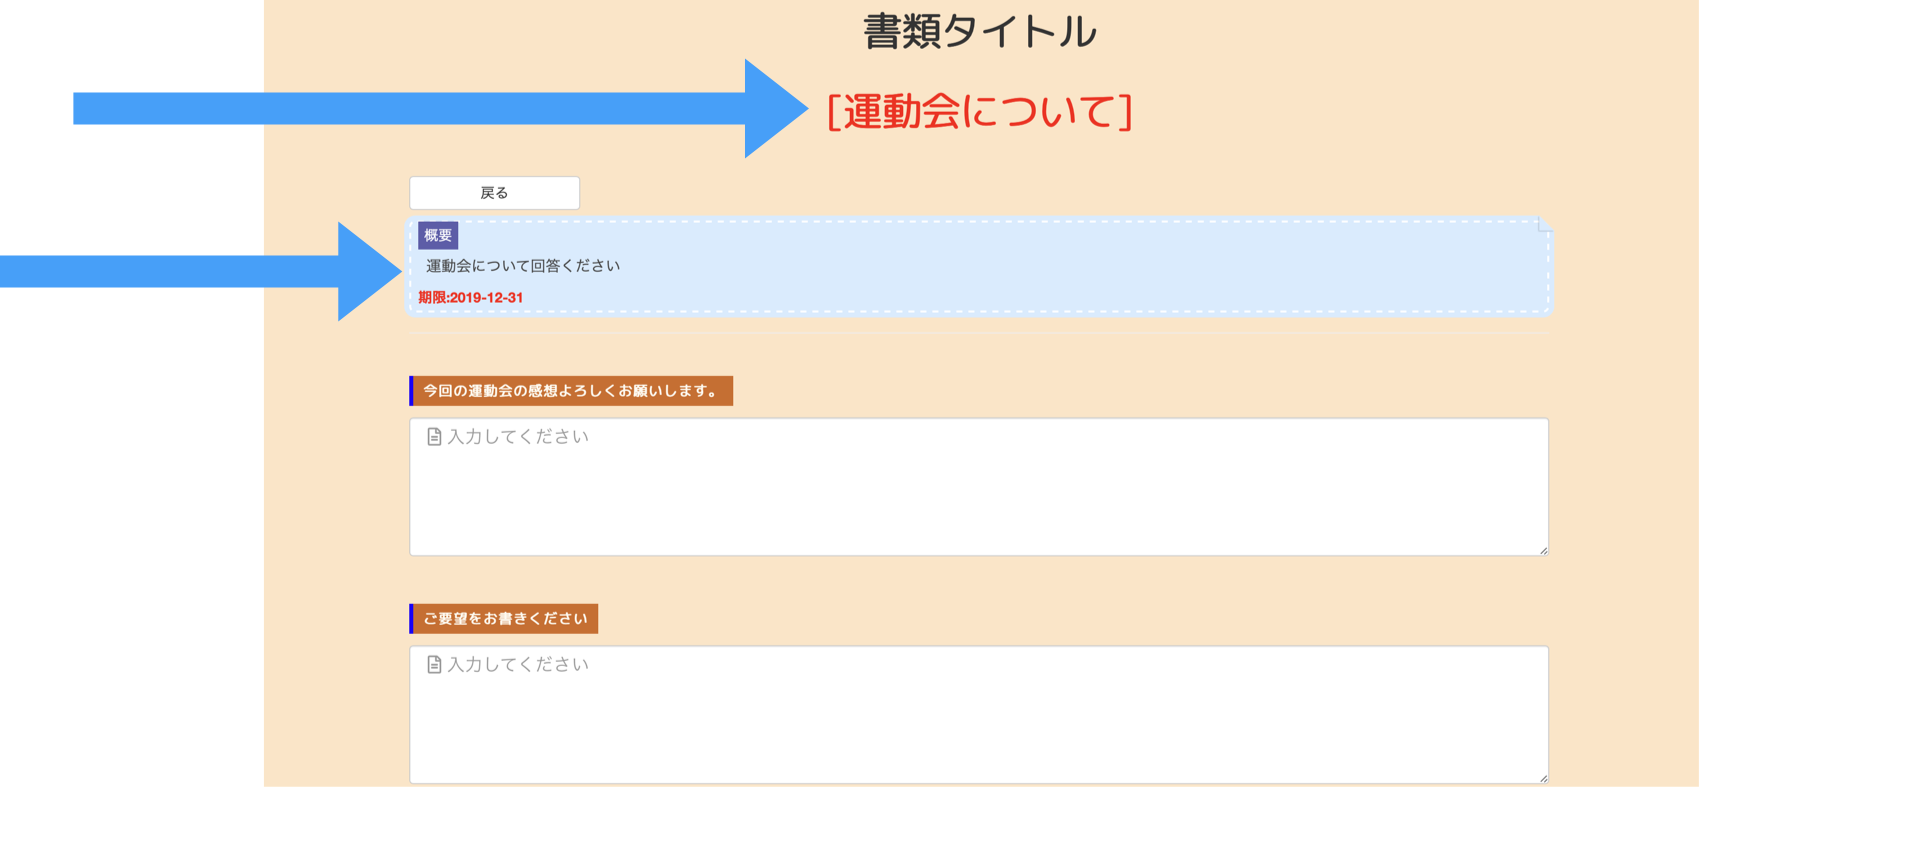 書類タイトル
[運動会について]
戻る
概要
運動会について回答ください
期限:2019-12-31
今回の運動会の感想よろしくお願いします。
入力してください
ご要望をお書きください
入力してください